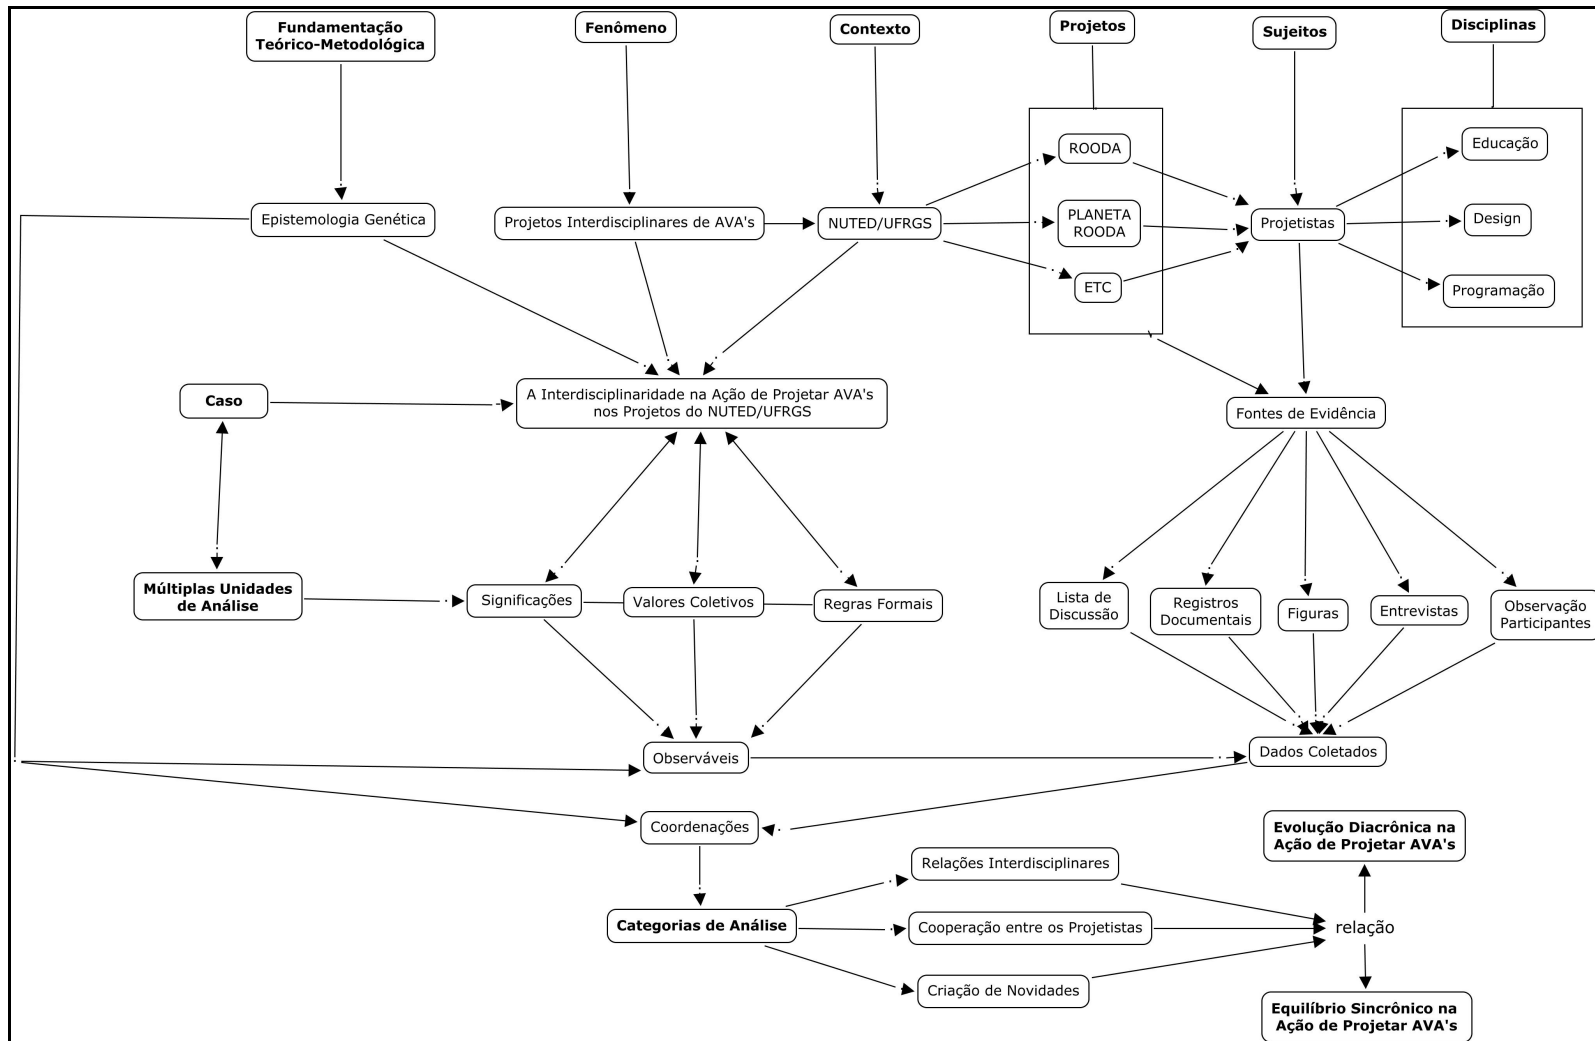 Fundamentação
Teórico-Metodológica
Fenômeno
Contexto
Projetos
Sujeitos
Disciplinas
Epistemologia Genética
Projetos Interdisciplinares de AVA's
NUTED/UFRGS
ROODA
PLANETA
ROODA
ETC
Projetistas
Educação
Design
Programação
Caso
A Interdisciplinaridade na Ação de Projetar AVA's
nos Projetos do NUTED/UFRGS
Fontes de Evidência
Múltiplas Unidades
de Análise
Significações
Valores Coletivos
Regras Formais
Lista de
Discussão
Registros
Documentais
Figuras
Entrevistas
Observação
Participantes
Observáveis
Dados Coletados
Coordenações
Categorias de Análise
Relações Interdisciplinares
Cooperação entre os Projetistas
Criação de Novidades
Evolução Diacrônica na
Ação de Projetar AVA's
relação
Equilíbrio Sincrônico na
Ação de Projetar AVA's